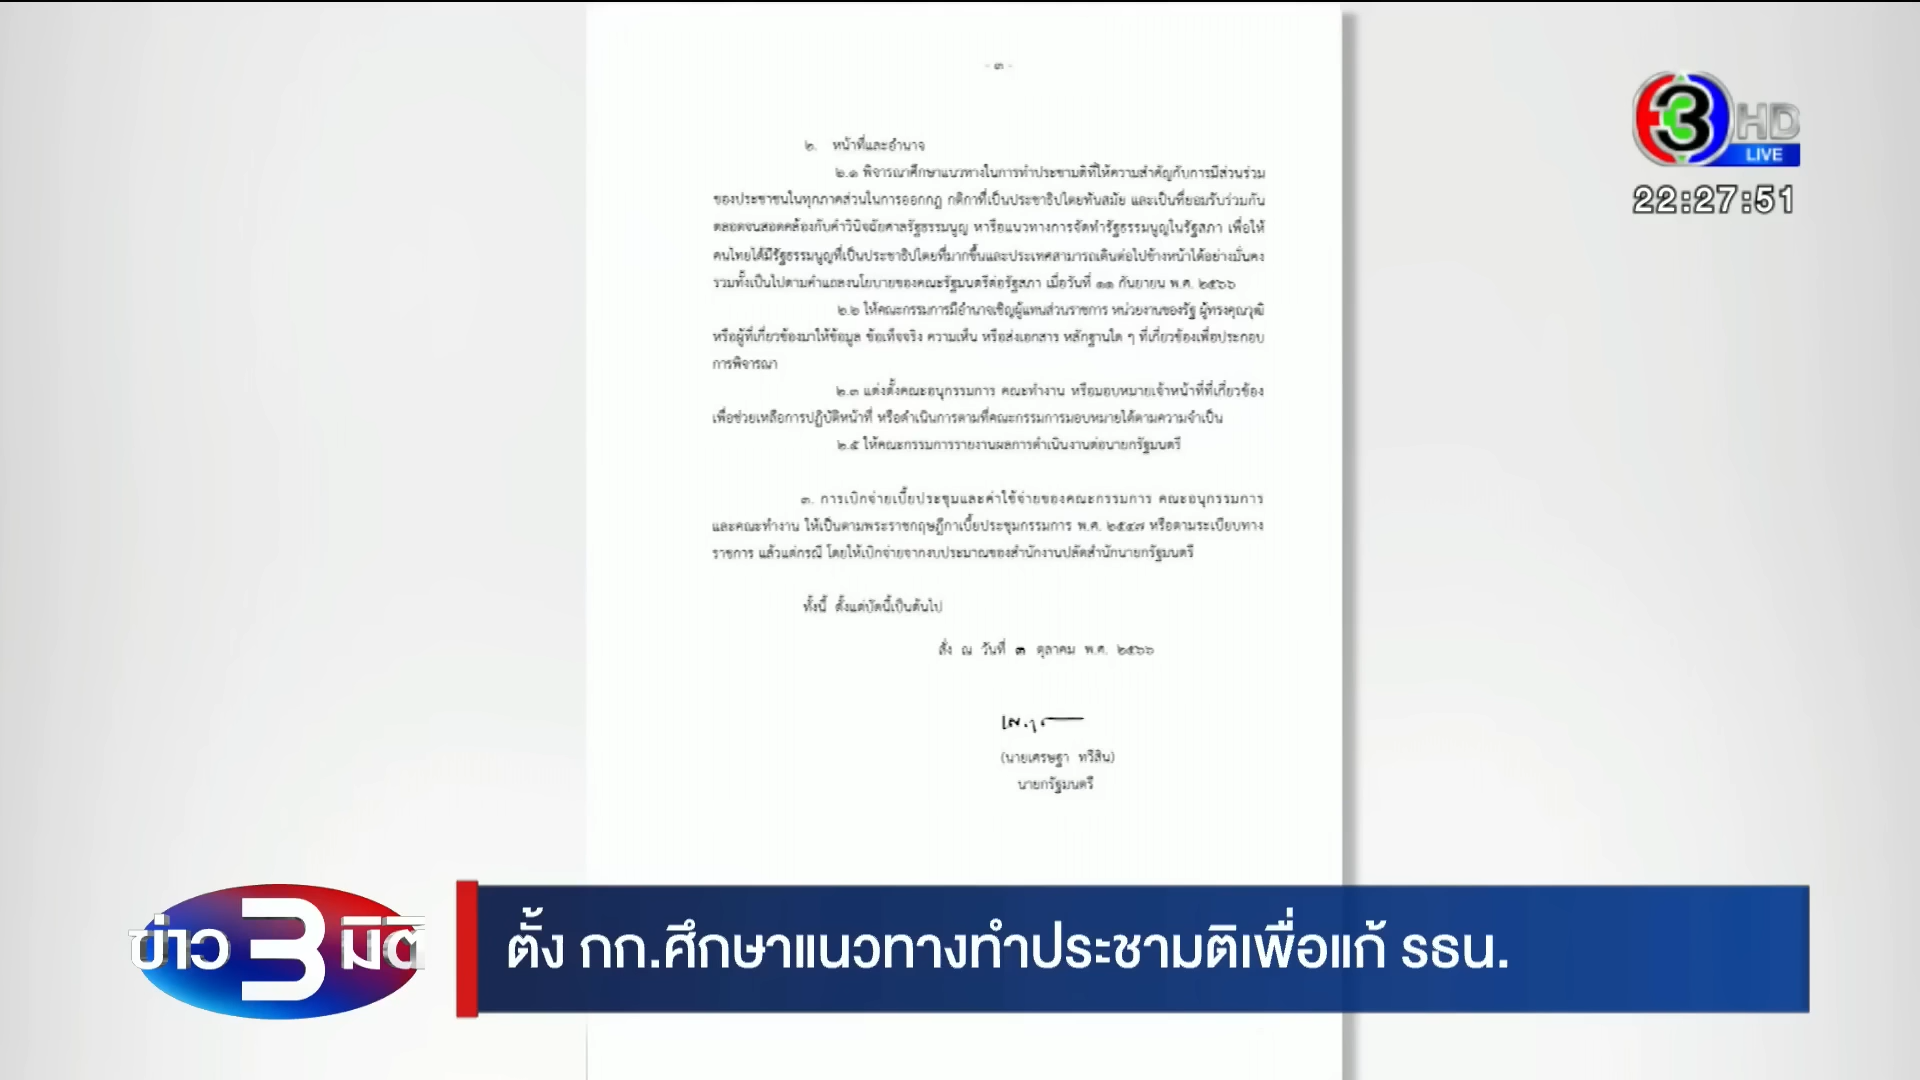 - ๓ -
๒. หน้าที่และอำนาจ
๒.๑ พิจารณาศึกษาแนวทางในการทำประชามติที่ให้ความสำคัญกับการมีส่วนร่วม
ของประชาชนในทุกภาคส่วนในการออกกฎ กติกาที่เป็นประชาธิปไตยทันสมัย และเป็นที่ยอมรับร่วมกัน
ตลอดจนสอดคล้องกับคำวินิจฉัยศาลรัฐธรรมนูญ หารือแนวทางการจัดทำรัฐธรรมนูญในรัฐสภา เพื่อให้
คนไทยได้มีรัฐธรรมนูญที่เป็นประชาธิปไตยที่มากขึ้นและประเทศสามารถเดินต่อไปข้างหน้าได้อย่างมั่นคง
รวมทั้งเป็นไปตามคำแถลงนโยบายของคณะรัฐมนตรีต่อรัฐสภา เมื่อวันที่ ๑๑ กันยายน พ.ศ. ๒๕๖๖
๒.๒ ให้คณะกรรมการมีอำนาจเชิญผู้แทนส่วนราชการ หน่วยงานของรัฐ ผู้ทรงคุณวุฒิ
หรือผู้ที่เกี่ยวข้องมาให้ข้อมูล ข้อเท็จจริง ความเห็น หรือส่งเอกสาร หลักฐานใด ๆ ที่เกี่ยวข้องเพื่อประกอบ
การพิจารณา
๒.๓ แต่งตั้งคณะอนุกรรมการ คณะทำงาน หรือมอบหมายเจ้าหน้าที่ที่เกี่ยวข้อง
เพื่อช่วยเหลือการปฏิบัติหน้าที่ หรือดำเนินการตามที่คณะกรรมการมอบหมายได้ตามความจำเป็น
๒.๕ ให้คณะกรรมการรายงานผลการดำเนินงานต่อนายกรัฐมนตรี
๓. การเบิกจ่ายเบี้ยประชุมและค่าใช้จ่ายของคณะกรรมการ คณะอนุกรรมการ
และคณะทำงาน ให้เป็นตามพระราชกฤษฎีกาเบี้ยประชุมกรรมการ พ.ศ. ๒๕๔๗ หรือตามระเบียบทาง
ราชการ แล้วแต่กรณี โดยให้เบิกจ่ายจากงบประมาณของสำนักงานปลัดสำนักนายกรัฐมนตรี
ทั้งนี้ ตั้งแต่บัดนี้เป็นต้นไป
สั่ง ณ วันที่ ๓ ตุลาคม พ.ศ. ๒๕๖๖
(นายเศรษฐา ทวีสิน)
นายกรัฐมนตรี
3 HD
LIVE
22:27:51
ข่าว 3 มิติ
ตั้ง กก.ศึกษาแนวทางทำประชามติเพื่อแก้ รธน.